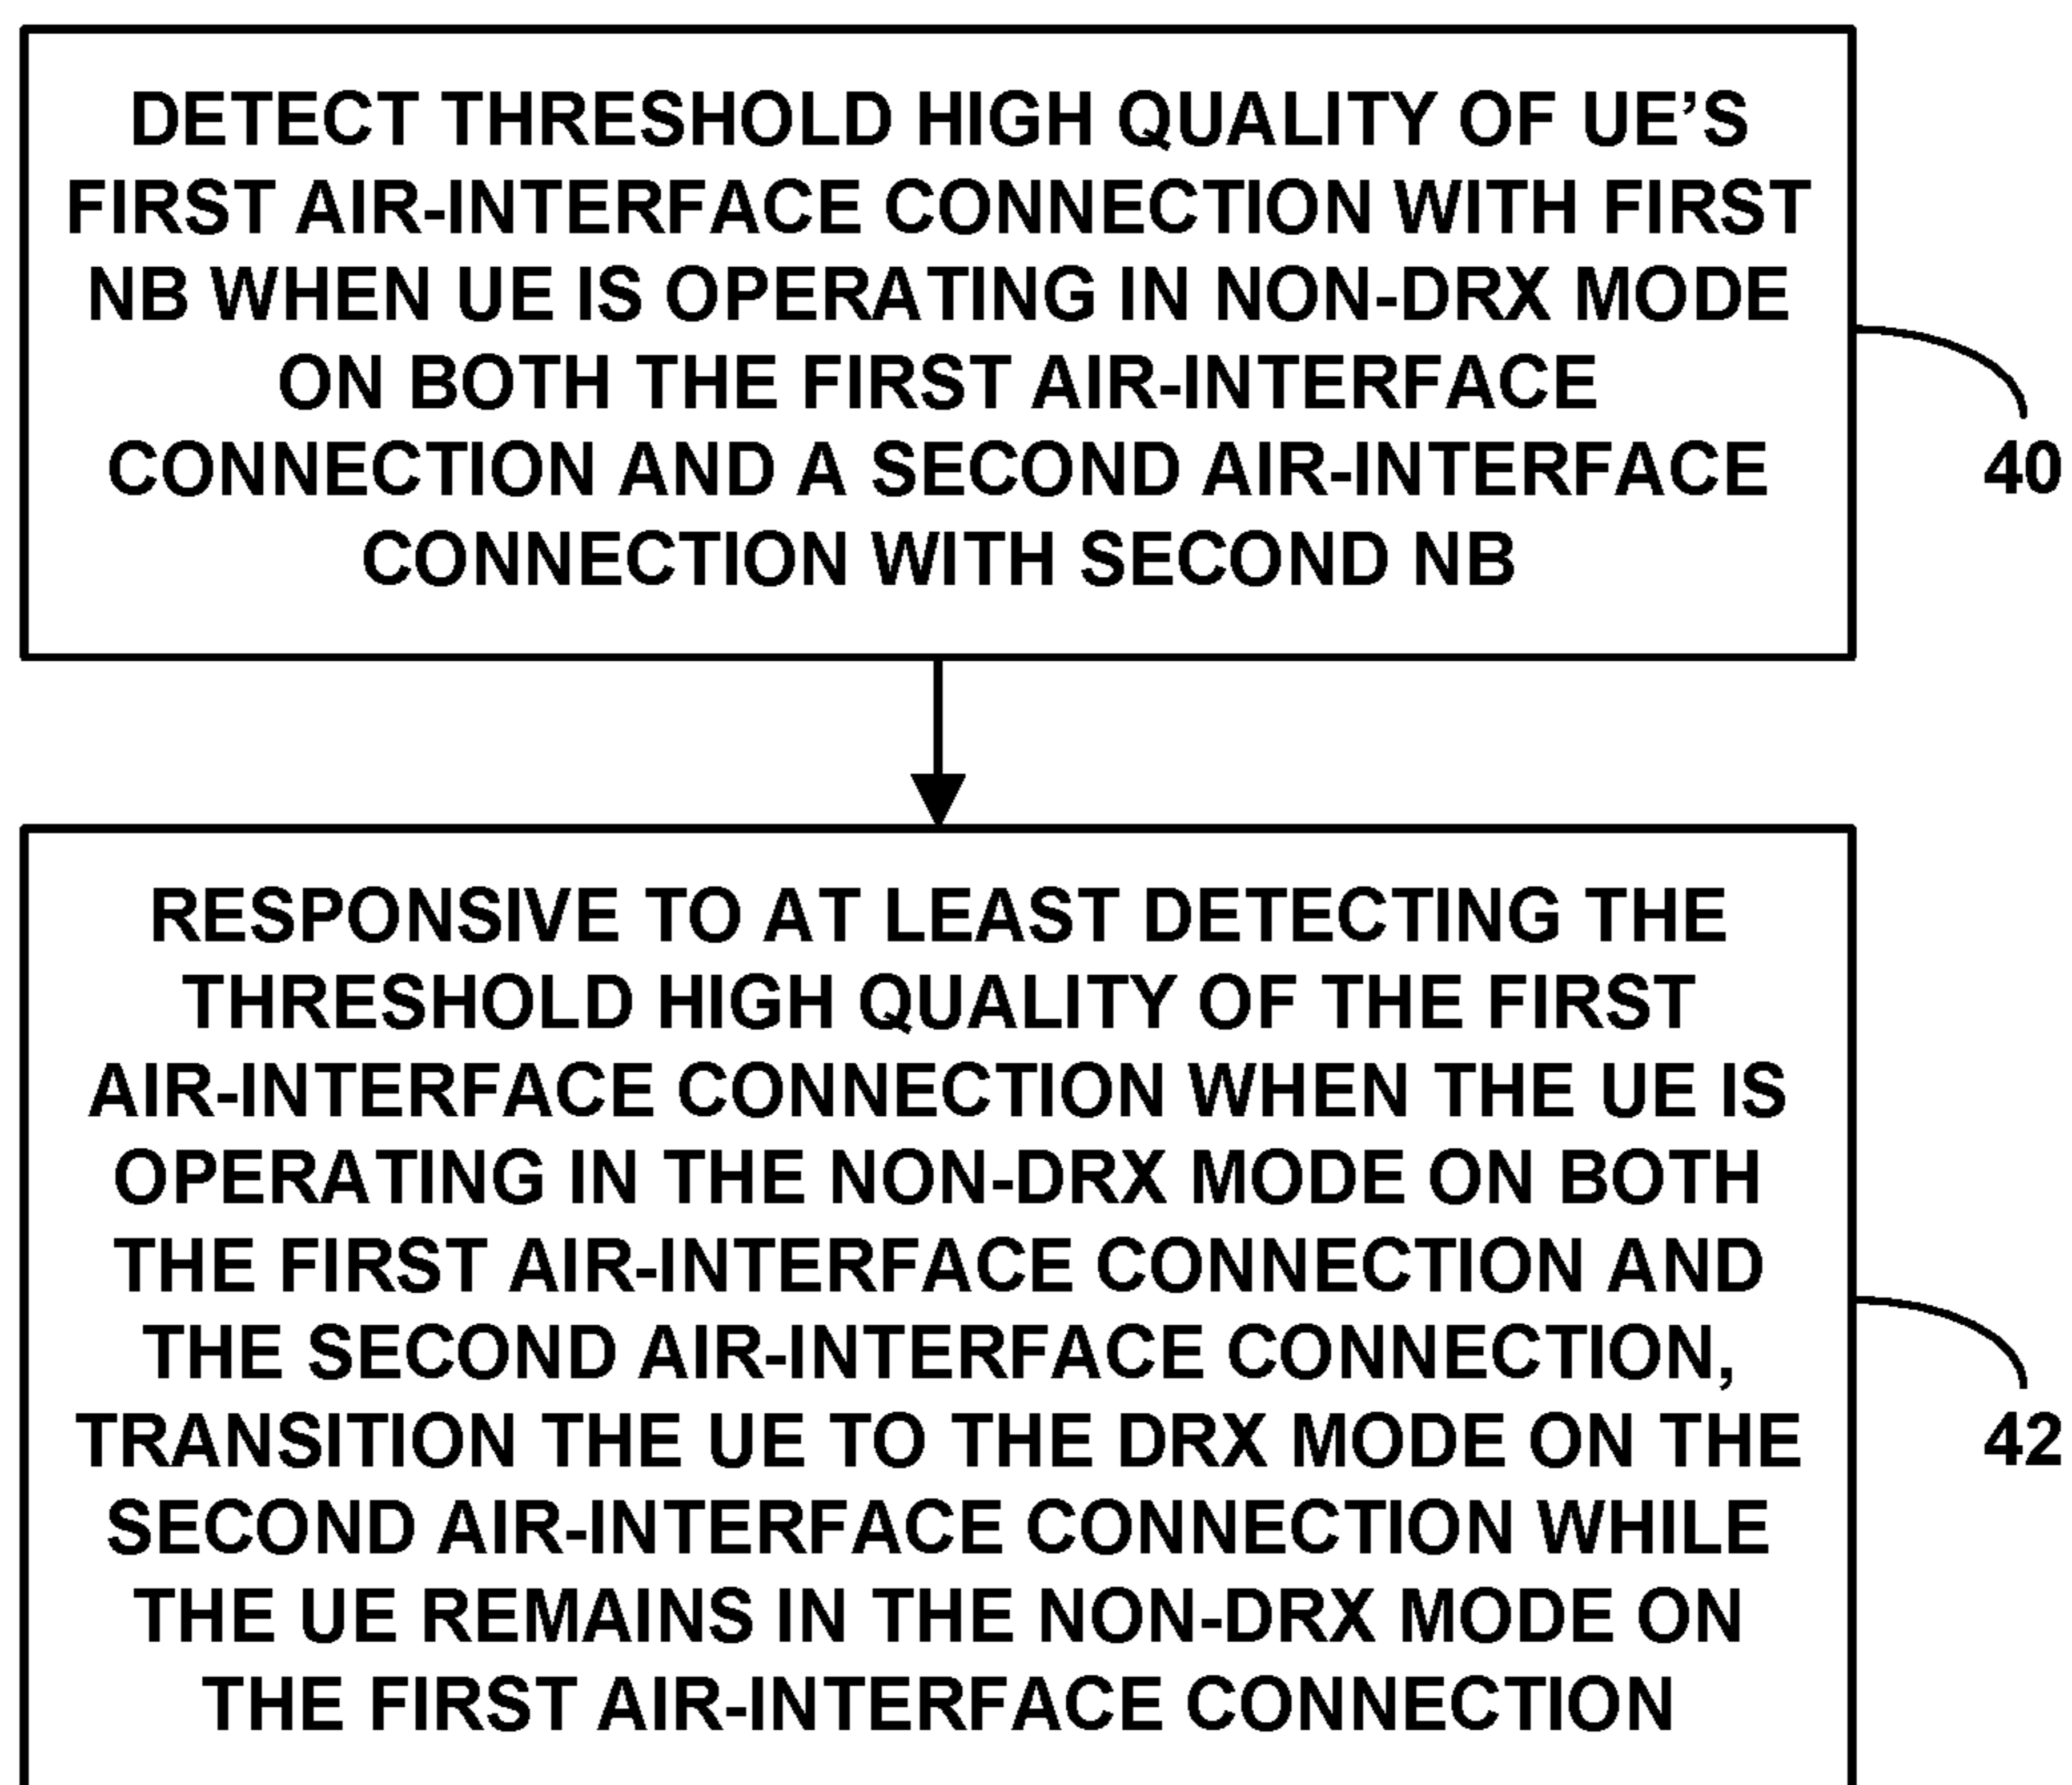 DETECT THRESHOLD HIGH QUALITY OF UE'S
FIRST AIR-INTERFACE CONNECTION WITH FIRST
NB WHEN UE IS OPERATING IN NON-DRX MODE
ON BOTH THE FIRST AIR-INTERFACE
CONNECTION AND A SECOND AIR-INTERFACE
CONNECTION WITH SECOND NB
40
RESPONSIVE TO AT LEAST DETECTING THE
THRESHOLD HIGH QUALITY OF THE FIRST
AIR-INTERFACE CONNECTION WHEN THE UE IS
OPERATING IN THE NON-DRX MODE ON BOTH
THE FIRST AIR-INTERFACE CONNECTION AND
THE SECOND AIR-INTERFACE CONNECTION,
TRANSITION THE UE TO THE DRX MODE ON THE
SECOND AIR-INTERFACE CONNECTION WHILE
THE UE REMAINS IN THE NON-DRX MODE ON
THE FIRST AIR-INTERFACE CONNECTION
42